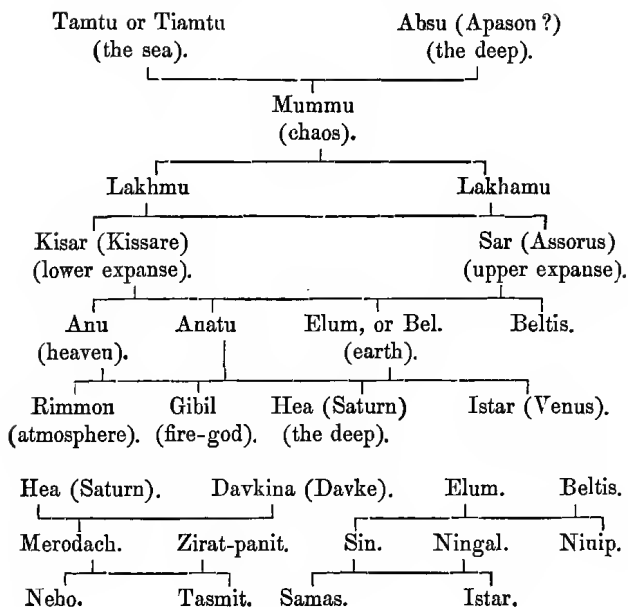 Tamtu or Tiamtu Absu (Apason?)
(the sea). (the deep).
Mummu
(chaos).
Lakhmu Lakhamu
Kisar (Kissare) Sar (Assorus)
(lower expanse). (upper expanse).
Anu Anatu Elum, or Bel. Beltis.
(heaven). (earth).
Rimmon Gibil Hea (Saturn) Istar (Venus).
(atmosphere). (fire-god). (the deep).
Hea (Saturn). Davkina (Davke). Elum. Beltis.
Merodach. Zirat-panit. Sin. Ningal. Ninip.
Nebo. Tasmit. Samas. Istar.